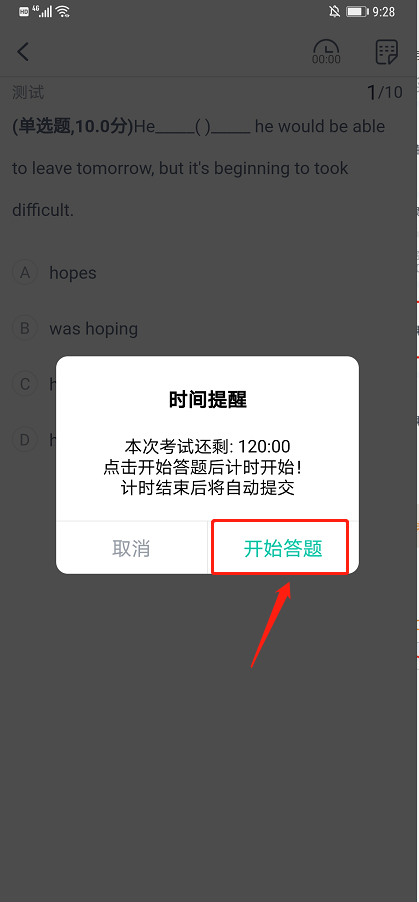 HD 4G 9:28
00:00
测试 1/10
(单选题,10.0分)He_____( )_____ he would be able
to leave tomorrow, but it's beginning to took
difficult.
A hopes
B was hoping
C h
D h
时间提醒
本次考试还剩: 120:00
点击开始答题后计时开始!
计时结束后将自动提交
取消 开始答题